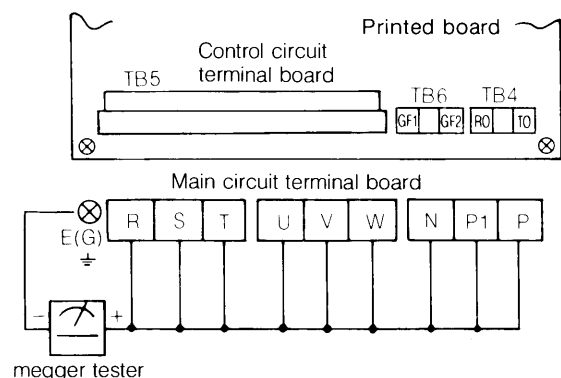 Printed board
Control circuit
terminal board
TB5
TB6
TB4
GF1
GF2
RO
TO
Main circuit terminal board
R
S
T
U
V
W
N
P1
P
E(G)
−
+
megger tester